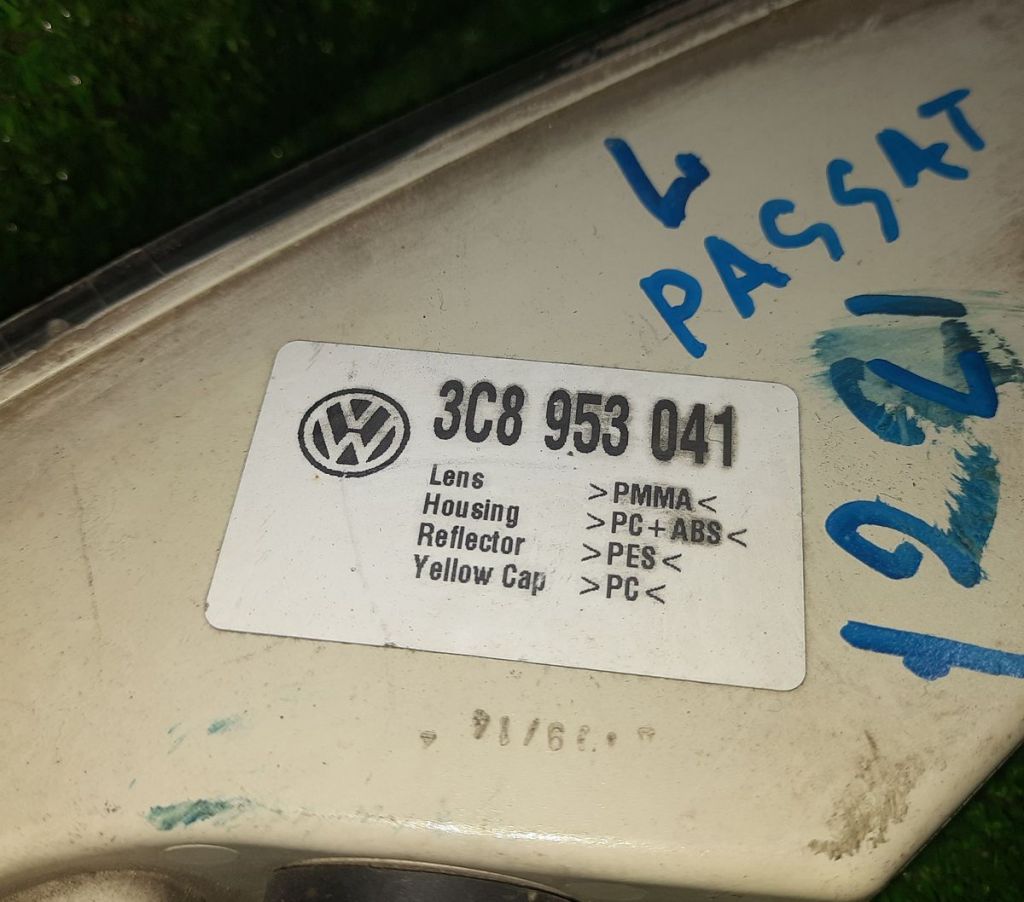 L
PASSAT
3C8 953 041
Lens >PMMA<
Housing >PC+ABS<
Reflector >PES<
Yellow Cap >PC<